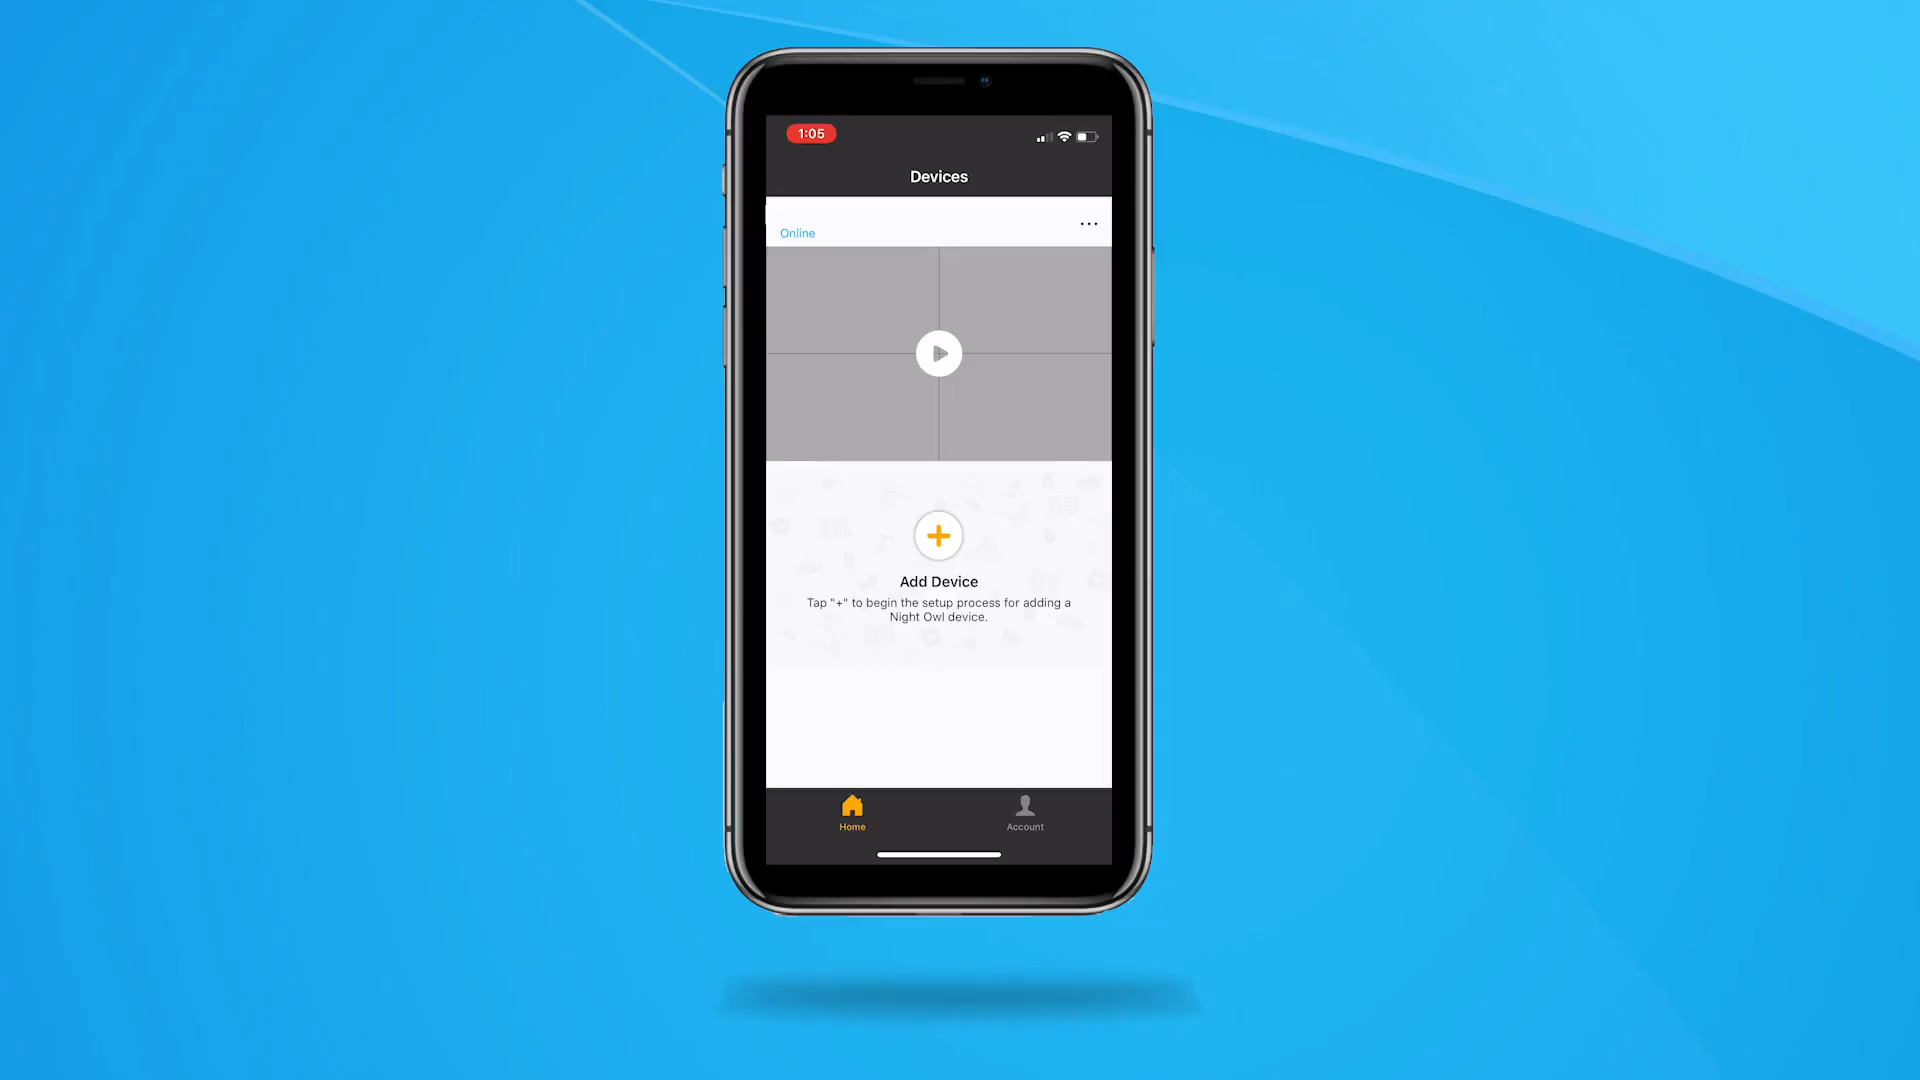 1:05
Devices
Online
Add Device
Tap "+" to begin the setup process for adding a
Night Owl device.
Home
Account